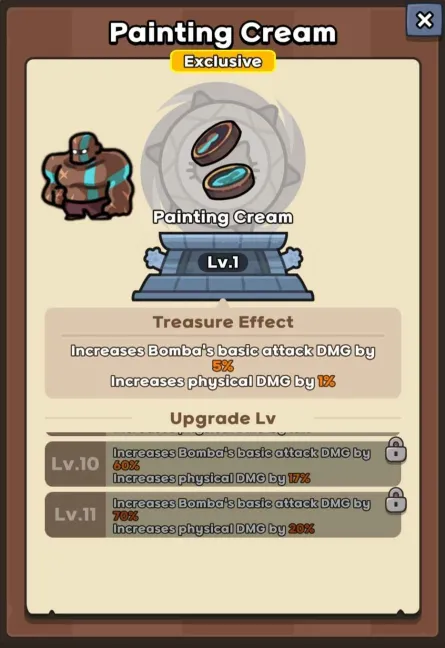 Painting Cream
Exclusive
Painting Cream
Lv.1
Treasure Effect
Increases Bomba's basic attack DMG by
5%
Increases physical DMG by 1%
Upgrade Lv
Lv.10
Increases Bomba's basic attack DMG by
60%
Increases physical DMG by 17%
Lv.11
Increases Bomba's basic attack DMG by
70%
Increases physical DMG by 20%